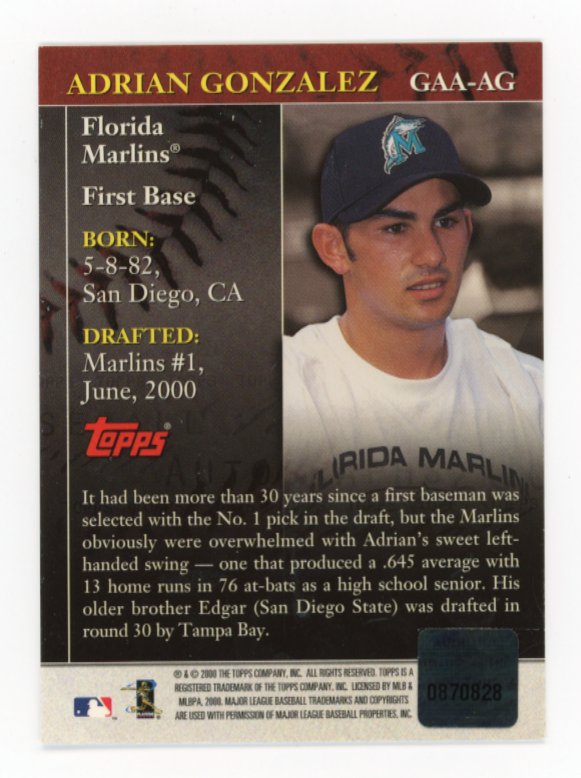 ADRIAN GONZALEZ GAA-AG
Florida
Marlins®
First Base
BORN:
5-8-82,
San Diego, CA
DRAFTED:
Marlins #1,
June, 2000
Topps®
M
FLORIDA MARLINS
It had been more than 30 years since a first baseman was
selected with the No. 1 pick in the draft, but the Marlins
obviously were overwhelmed with Adrian's sweet left-
handed swing — one that produced a .645 average with
13 home runs in 76 at-bats as a high school senior. His
older brother Edgar (San Diego State) was drafted in
round 30 by Tampa Bay.
® & © 2000 THE TOPPS COMPANY, INC. ALL RIGHTS RESERVED. TOPPS IS A
REGISTERED TRADEMARK OF THE TOPPS COMPANY, INC. LICENSED BY MLB &
MLBPA, 2000. MAJOR LEAGUE BASEBALL TRADEMARKS AND COPYRIGHTS
ARE USED WITH PERMISSION OF MAJOR LEAGUE BASEBALL PROPERTIES, INC.
0870828